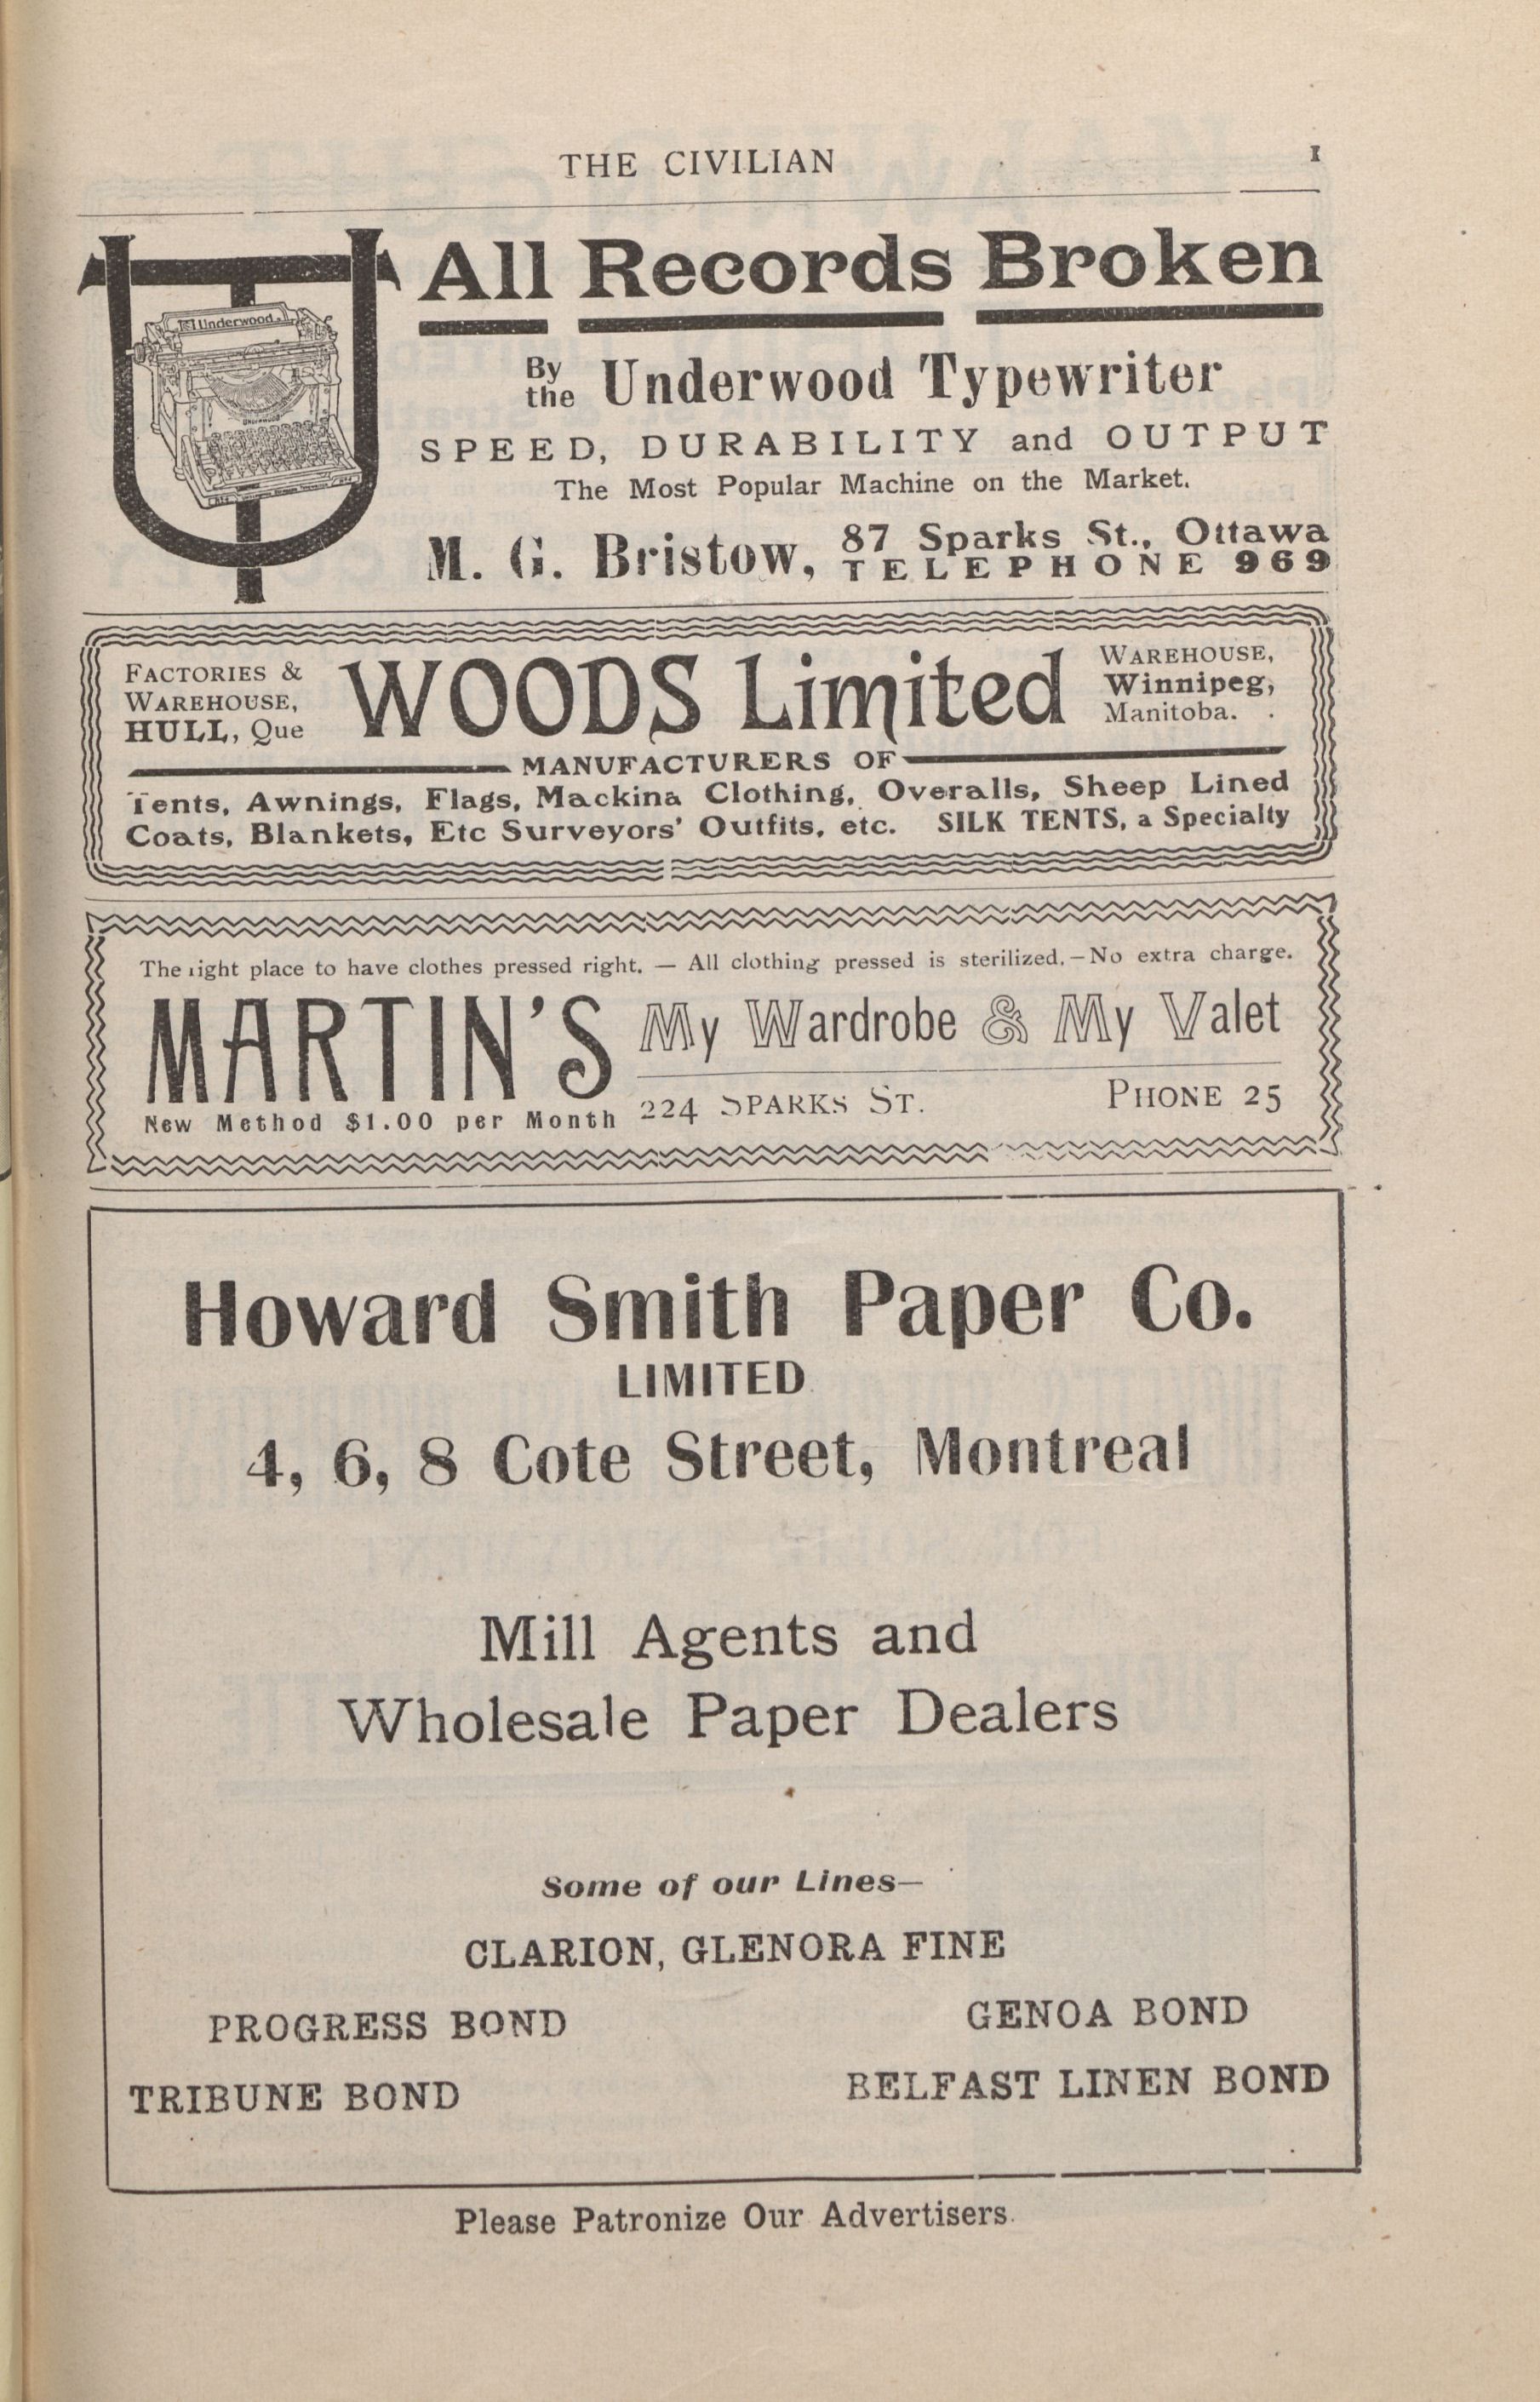 THE CIVILIAN
I
Underwood
All Records Broken
By the Underwood Typewriter
SPEED, DURABILITY and OUTPUT
The Most Popular Machine on the Market.
M. G. Bristow, 87 Sparks St., Ottawa
TELEPHONE 969
FACTORIES &
WAREHOUSE,
HULL, Que
WOODS Limited
WAREHOUSE,
Winnipeg,
Manitoba.
MANUFACTURERS OF
Tents, Awnings, Flags, Mackina Clothing, Overalls, Sheep Lined
Coats, Blankets, Etc Surveyors' Outfits, etc. SILK TENTS, a Specialty
The right place to have clothes pressed right. — All clothing pressed is sterilized. — No extra charge.
MARTIN'S My Wardrobe & My Valet
New Method $1.00 per Month
224 SPARKS ST. PHONE 25
Howard Smith Paper Co.
LIMITED
4, 6, 8 Cote Street, Montreal
Mill Agents and
Wholesale Paper Dealers
Some of our Lines—
CLARION, GLENORA FINE
PROGRESS BOND GENOA BOND
TRIBUNE BOND BELFAST LINEN BOND
Please Patronize Our Advertisers.